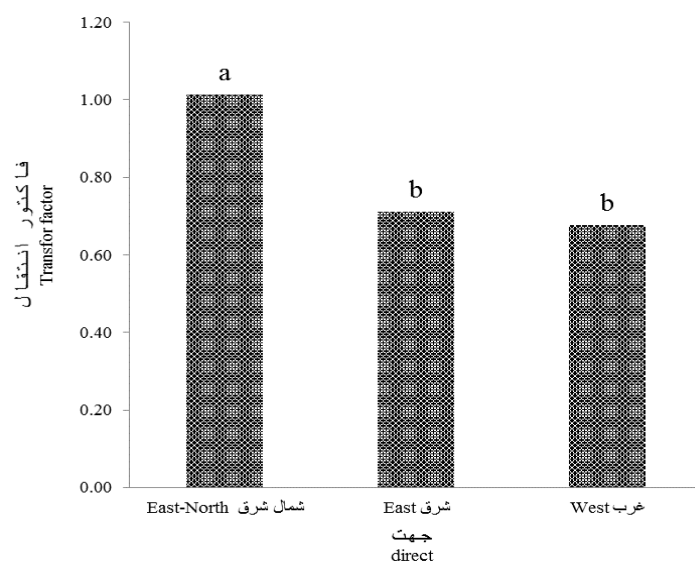 1.20
1.00
0.80
0.60
0.40
0.20
0.00
فاکتور انتقال
Transfor factor
a
b
b
East-North شمال شرق
East شرق
West غرب
جهت
direct